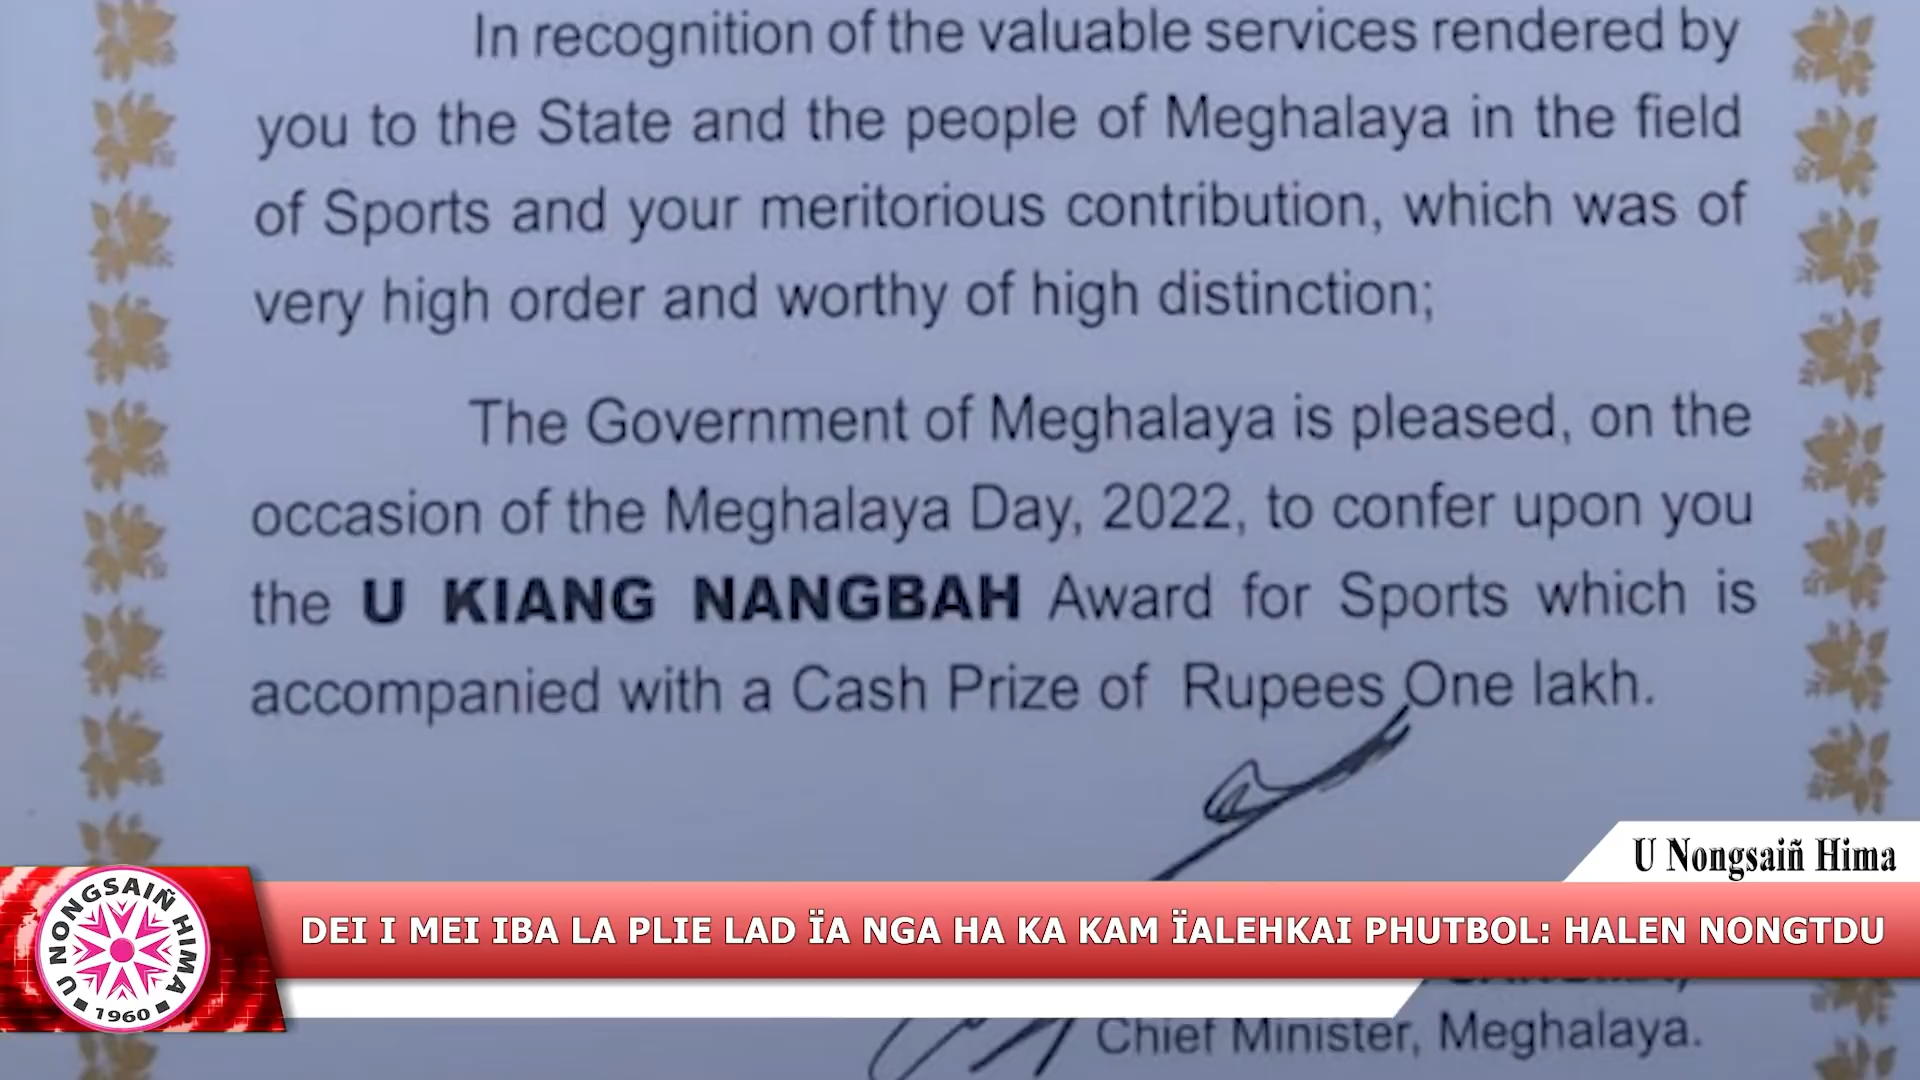 In recognition of the valuable services rendered by
you to the State and the people of Meghalaya in the field
of Sports and your meritorious contribution, which was of
very high order and worthy of high distinction;
The Government of Meghalaya is pleased, on the
occasion of the Meghalaya Day, 2022, to confer upon you
the U KIANG NANGBAH Award for Sports which is
accompanied with a Cash Prize of Rupees One lakh.
U Nongsaiñ Hima
DEI I MEI IBA LA PLIE LAD ÏA NGA HA KA KAM ÏALEHKAI PHUTBOL: HALEN NONGTDU
U NONGSAIÑ HIMA
1960
Chief Minister, Meghalaya.